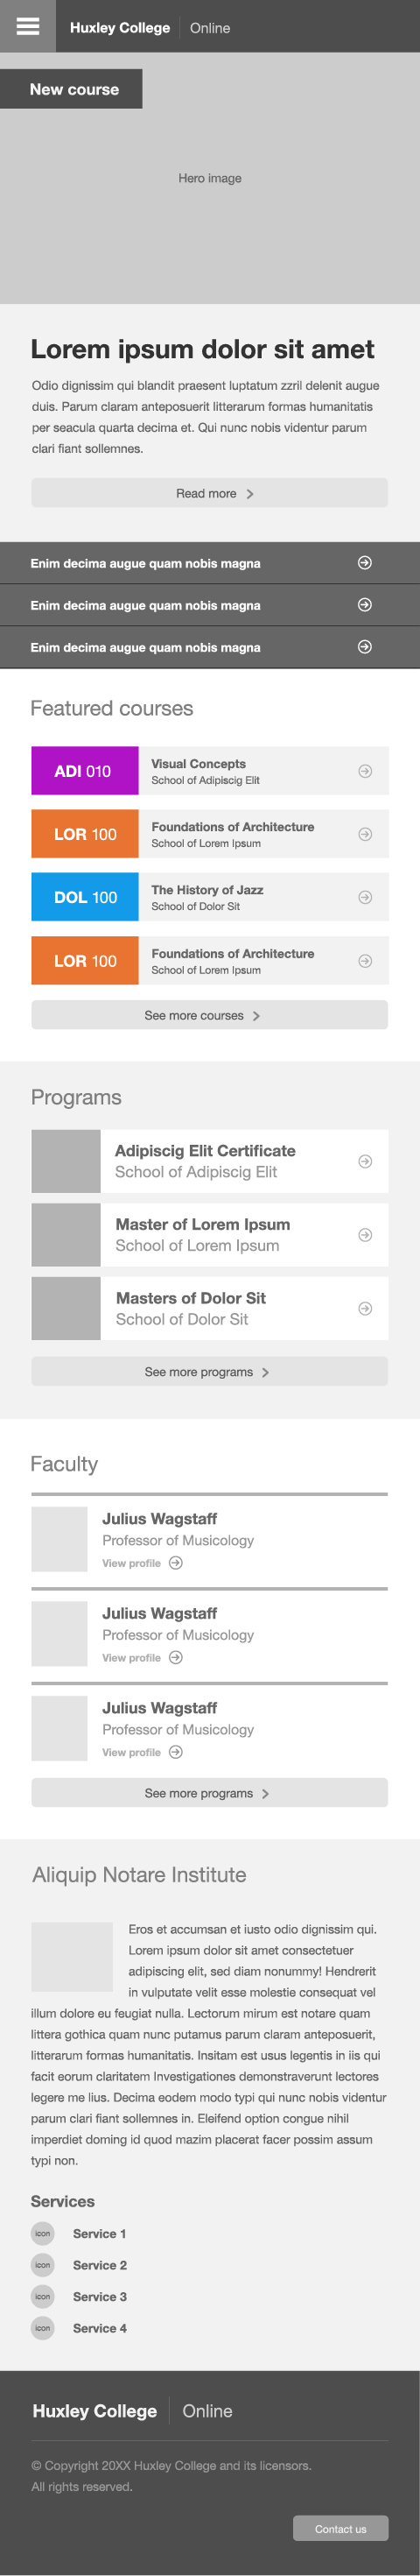 Huxley College | Online
New course
Hero image
Lorem ipsum dolor sit amet
Odio dignissim qui blandit praesent luptatum zzril delenit augue
duis. Parum claram anteposuerit litterarum formas humanitatis
per seacula quarta decima et. Qui nunc nobis videntur parum
clari fiant sollemnes.
Read more
Enim decima augue quam nobis magna
Enim decima augue quam nobis magna
Enim decima augue quam nobis magna
Featured courses
ADI 010
Visual Concepts
School of Adipiscig Elit
LOR 100
Foundations of Architecture
School of Lorem Ipsum
DOL 100
The History of Jazz
School of Dolor Sit
LOR 100
Foundations of Architecture
School of Lorem Ipsum
See more courses
Programs
Adipiscig Elit Certificate
School of Adipiscig Elit
Master of Lorem Ipsum
School of Lorem Ipsum
Masters of Dolor Sit
School of Dolor Sit
See more programs
Faculty
Julius Wagstaff
Professor of Musicology
View profile
Julius Wagstaff
Professor of Musicology
View profile
Julius Wagstaff
Professor of Musicology
View profile
See more programs
Aliquip Notare Institute
Eros et accumsan et iusto odio dignissim qui.
Lorem ipsum dolor sit amet consectetuer
adipiscing elit, sed diam nonummy! Hendrerit
in vulputate velit esse molestie consequat vel
illum dolore eu feugiat nulla. Lectorum mirum est notare quam
littera gothica quam nunc putamus parum claram anteposuerit,
litterarum formas humanitatis. Insitam est usus legentis in iis qui
facit eorum claritatem Investigationes demonstraverunt lectores
legere me lius. Decima eodem modo typi qui nunc nobis videntur
parum clari fiant sollemnes in. Eleifend option congue nihil
imperdiet doming id quod mazim placerat facer possim assum
typi non.
Services
icon Service 1
icon Service 2
icon Service 3
icon Service 4
Huxley College | Online
© Copyright 20XX Huxley College and its licensors.
All rights reserved.
Contact us